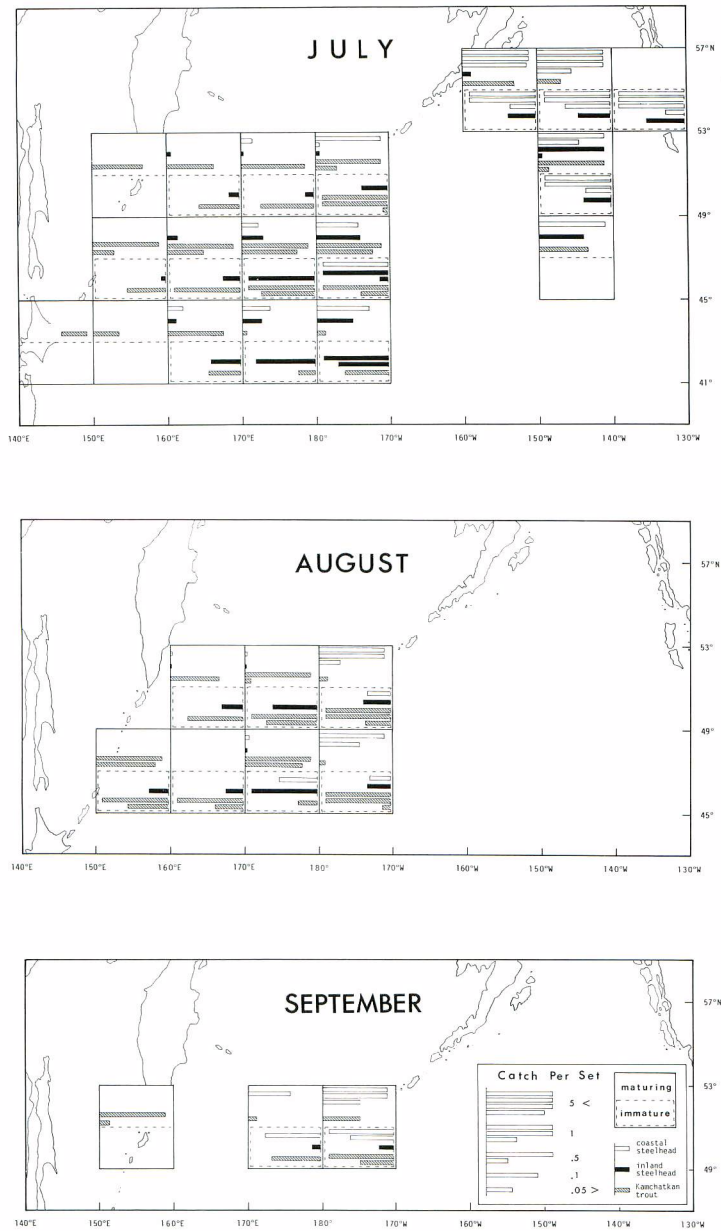 JULY
57°N
53°
49°
45°
41°
140°E 150°E 160°E 170°E 180° 170°W 160°W 150°W 140°W 130°W
AUGUST
57°N
53°
49°
45°
140°E 150°E 160°E 170°E 180° 170°W 160°W 150°W 140°W 130°W
SEPTEMBER
57°N
53°
49°
Catch Per Set
5 <
1
.5
.1
.05 >
maturing
immature
coastal
steelhead
inland
steelhead
Kamchatkan
trout
140°E 150°E 160°E 170°E 180° 170°W 160°W 150°W 140°W 130°W